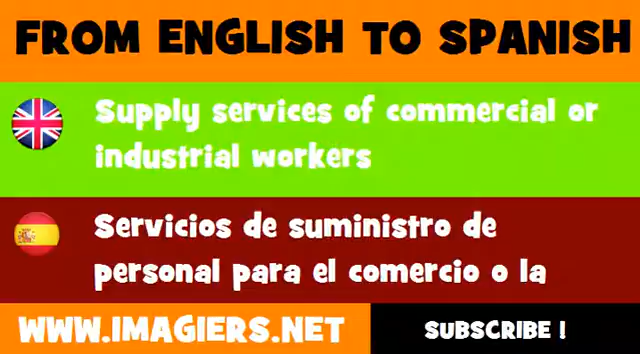 FROM ENGLISH TO SPANISH
Supply services of commercial or
industrial workers
Servicios de suministro de
personal para el comercio o la
WWW.IMAGIERS.NET
SUBSCRIBE !